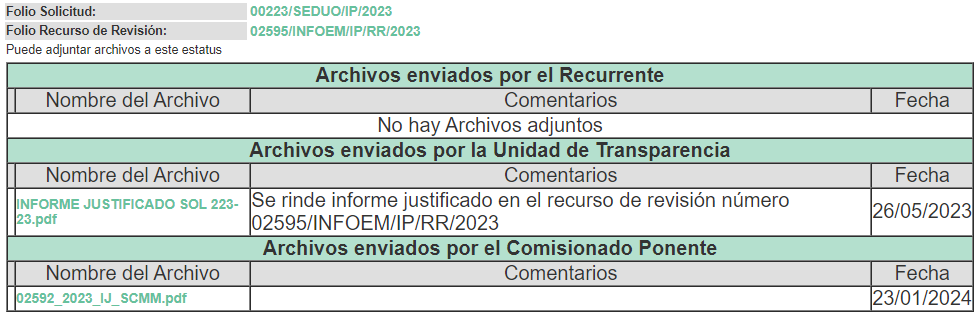 Folio Solicitud: 00223/SEDUO/IP/2023
Folio Recurso de Revisión: 02595/INFOEM/IP/RR/2023
Puede adjuntar archivos a este estatus
Archivos enviados por el Recurrente
Nombre del Archivo Comentarios Fecha
No hay Archivos adjuntos
Archivos enviados por la Unidad de Transparencia
Nombre del Archivo Comentarios Fecha
INFORME JUSTIFICADO SOL 223-
23.pdf
Se rinde informe justificado en el recurso de revisión número
02595/INFOEM/IP/RR/2023
26/05/2023
Archivos enviados por el Comisionado Ponente
Nombre del Archivo Comentarios Fecha
02592_2023_IJ_SCMM.pdf 23/01/2024